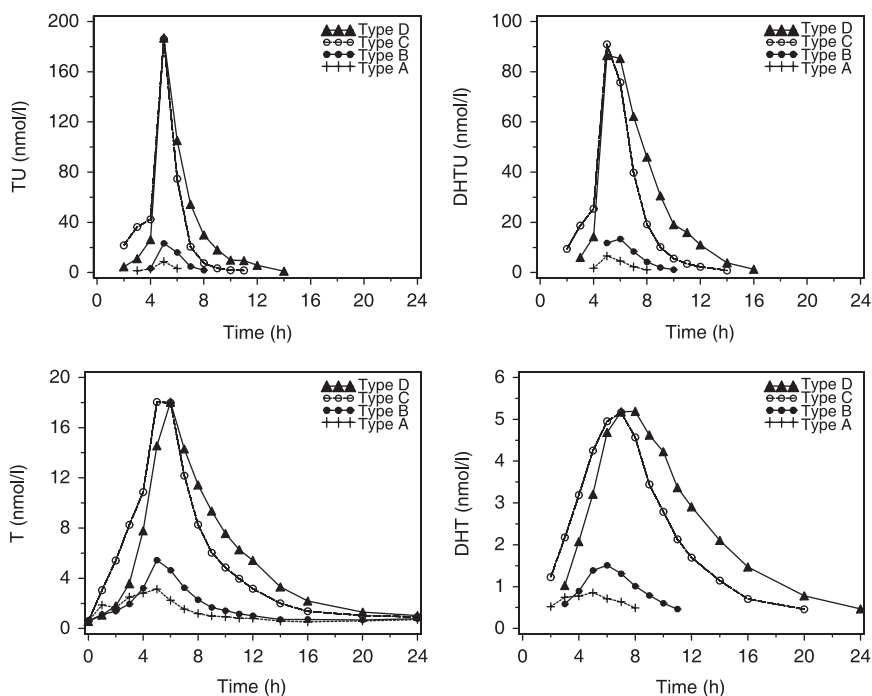 TU (nmol/l)
200
160
120
80
40
0
0 4 8 12 16 20 24
Time (h)
Type D
Type C
Type B
Type A
DHTU (nmol/l)
100
80
60
40
20
0
0 4 8 12 16 20 24
Time (h)
Type D
Type C
Type B
Type A
T (nmol/l)
20
16
12
8
4
0
0 4 8 12 16 20 24
Time (h)
Type D
Type C
Type B
Type A
DHT (nmol/l)
6
5
4
3
2
1
0
0 4 8 12 16 20 24
Time (h)
Type D
Type C
Type B
Type A